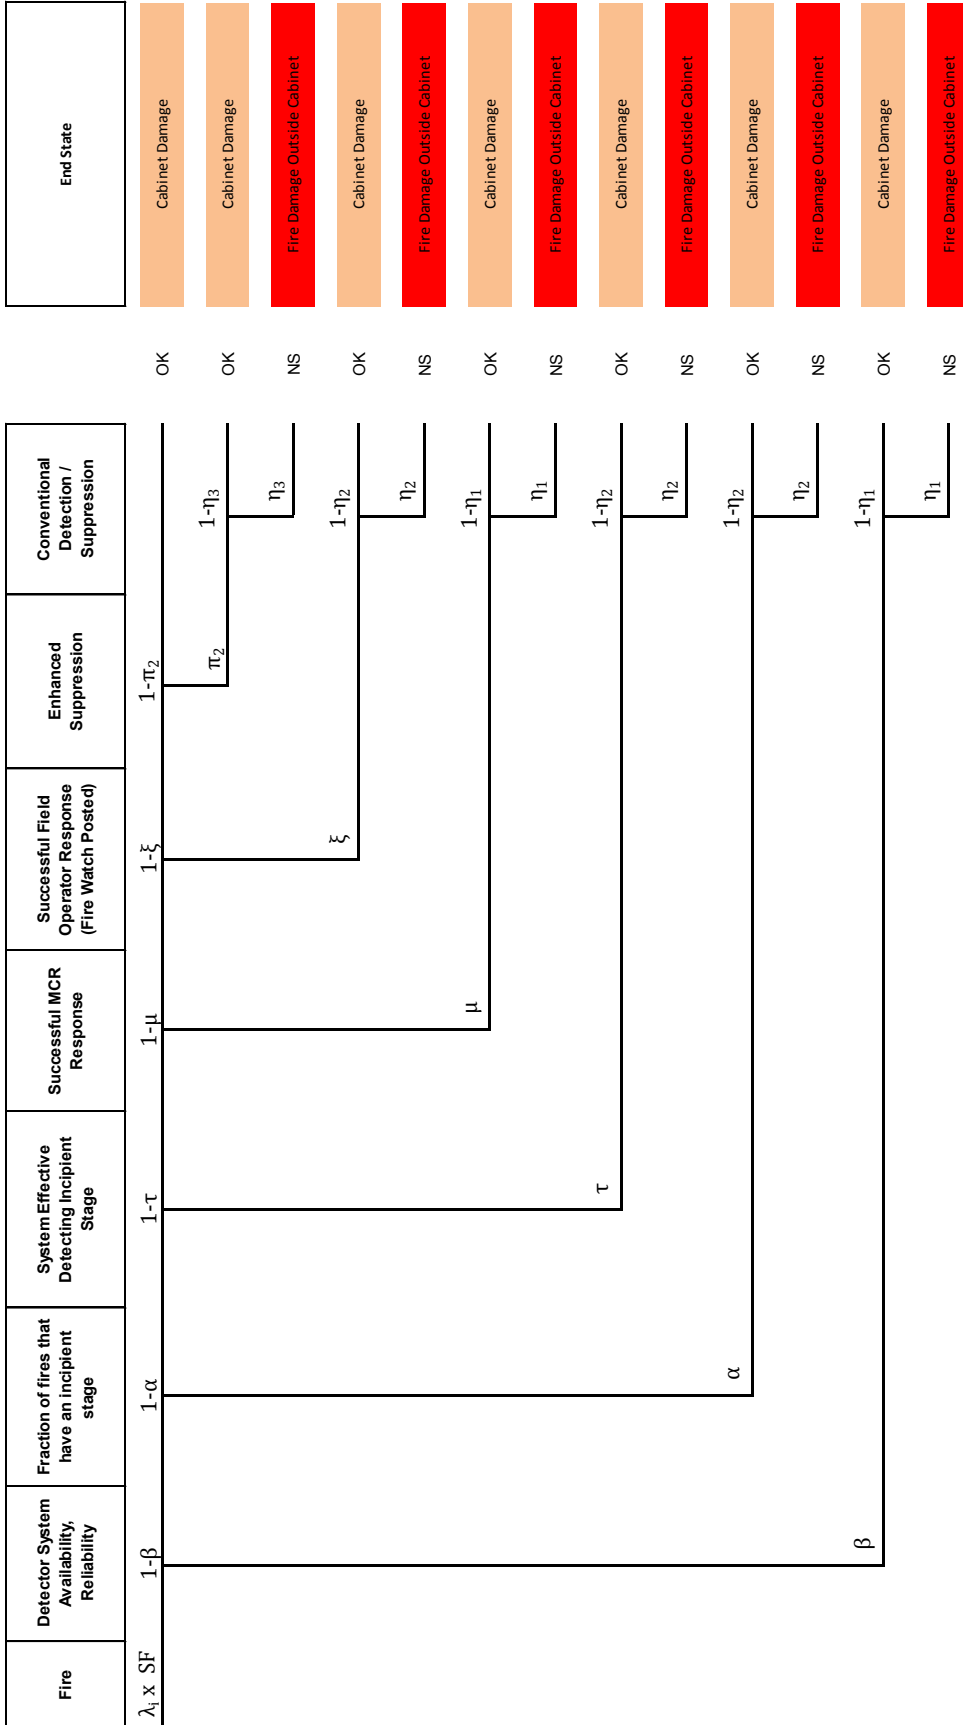 Fire
Detector System
Availability,
Reliability
Fraction of fires that
have an incipient
stage
System Effective
Detecting Incipient
Stage
Successful MCR
Response
Successful Field
Operator Response
(Fire Watch Posted)
Enhanced
Suppression
Conventional
Detection /
Suppression
End State
λi x SF
1-β
1-α
1-τ
1-μ
1-ξ
1-π2
OK
Cabinet Damage
π2
1-η3
OK
Cabinet Damage
η3
NS
Fire Damage Outside Cabinet
ξ
1-η2
OK
Cabinet Damage
η2
NS
Fire Damage Outside Cabinet
μ
1-η1
OK
Cabinet Damage
η1
NS
Fire Damage Outside Cabinet
τ
1-η2
OK
Cabinet Damage
η2
NS
Fire Damage Outside Cabinet
α
1-η2
OK
Cabinet Damage
η2
NS
Fire Damage Outside Cabinet
β
1-η1
OK
Cabinet Damage
η1
NS
Fire Damage Outside Cabinet